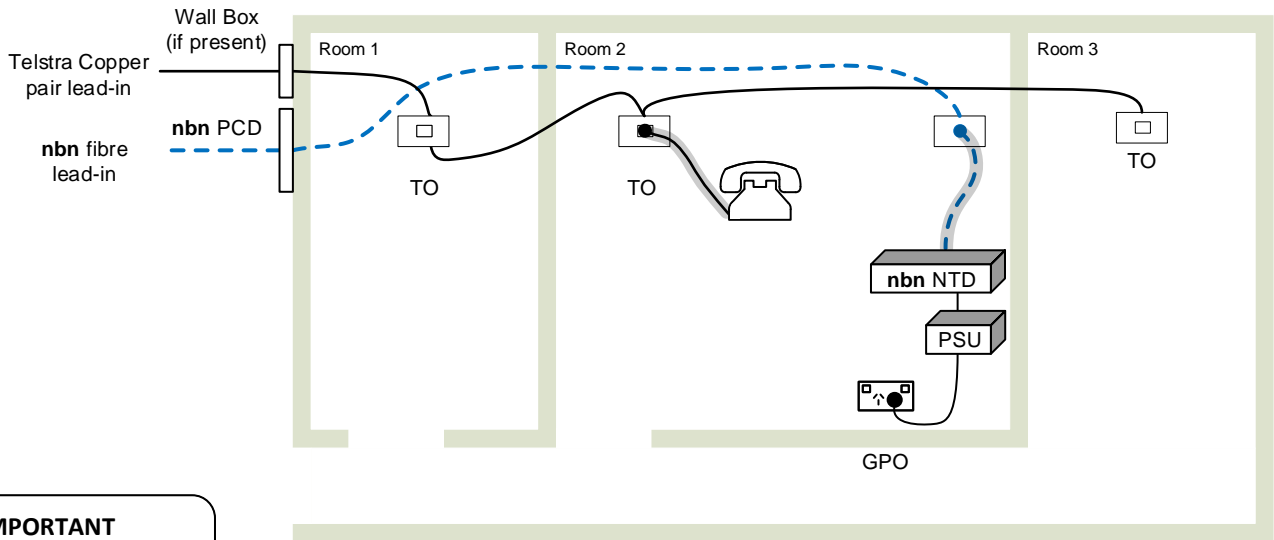 Wall Box
(if present)
Telstra Copper
pair lead-in
nbn PCD
nbn fibre
lead-in
Room 1
Room 2
Room 3
TO
TO
TO
nbn NTD
PSU
GPO
MPORTANT